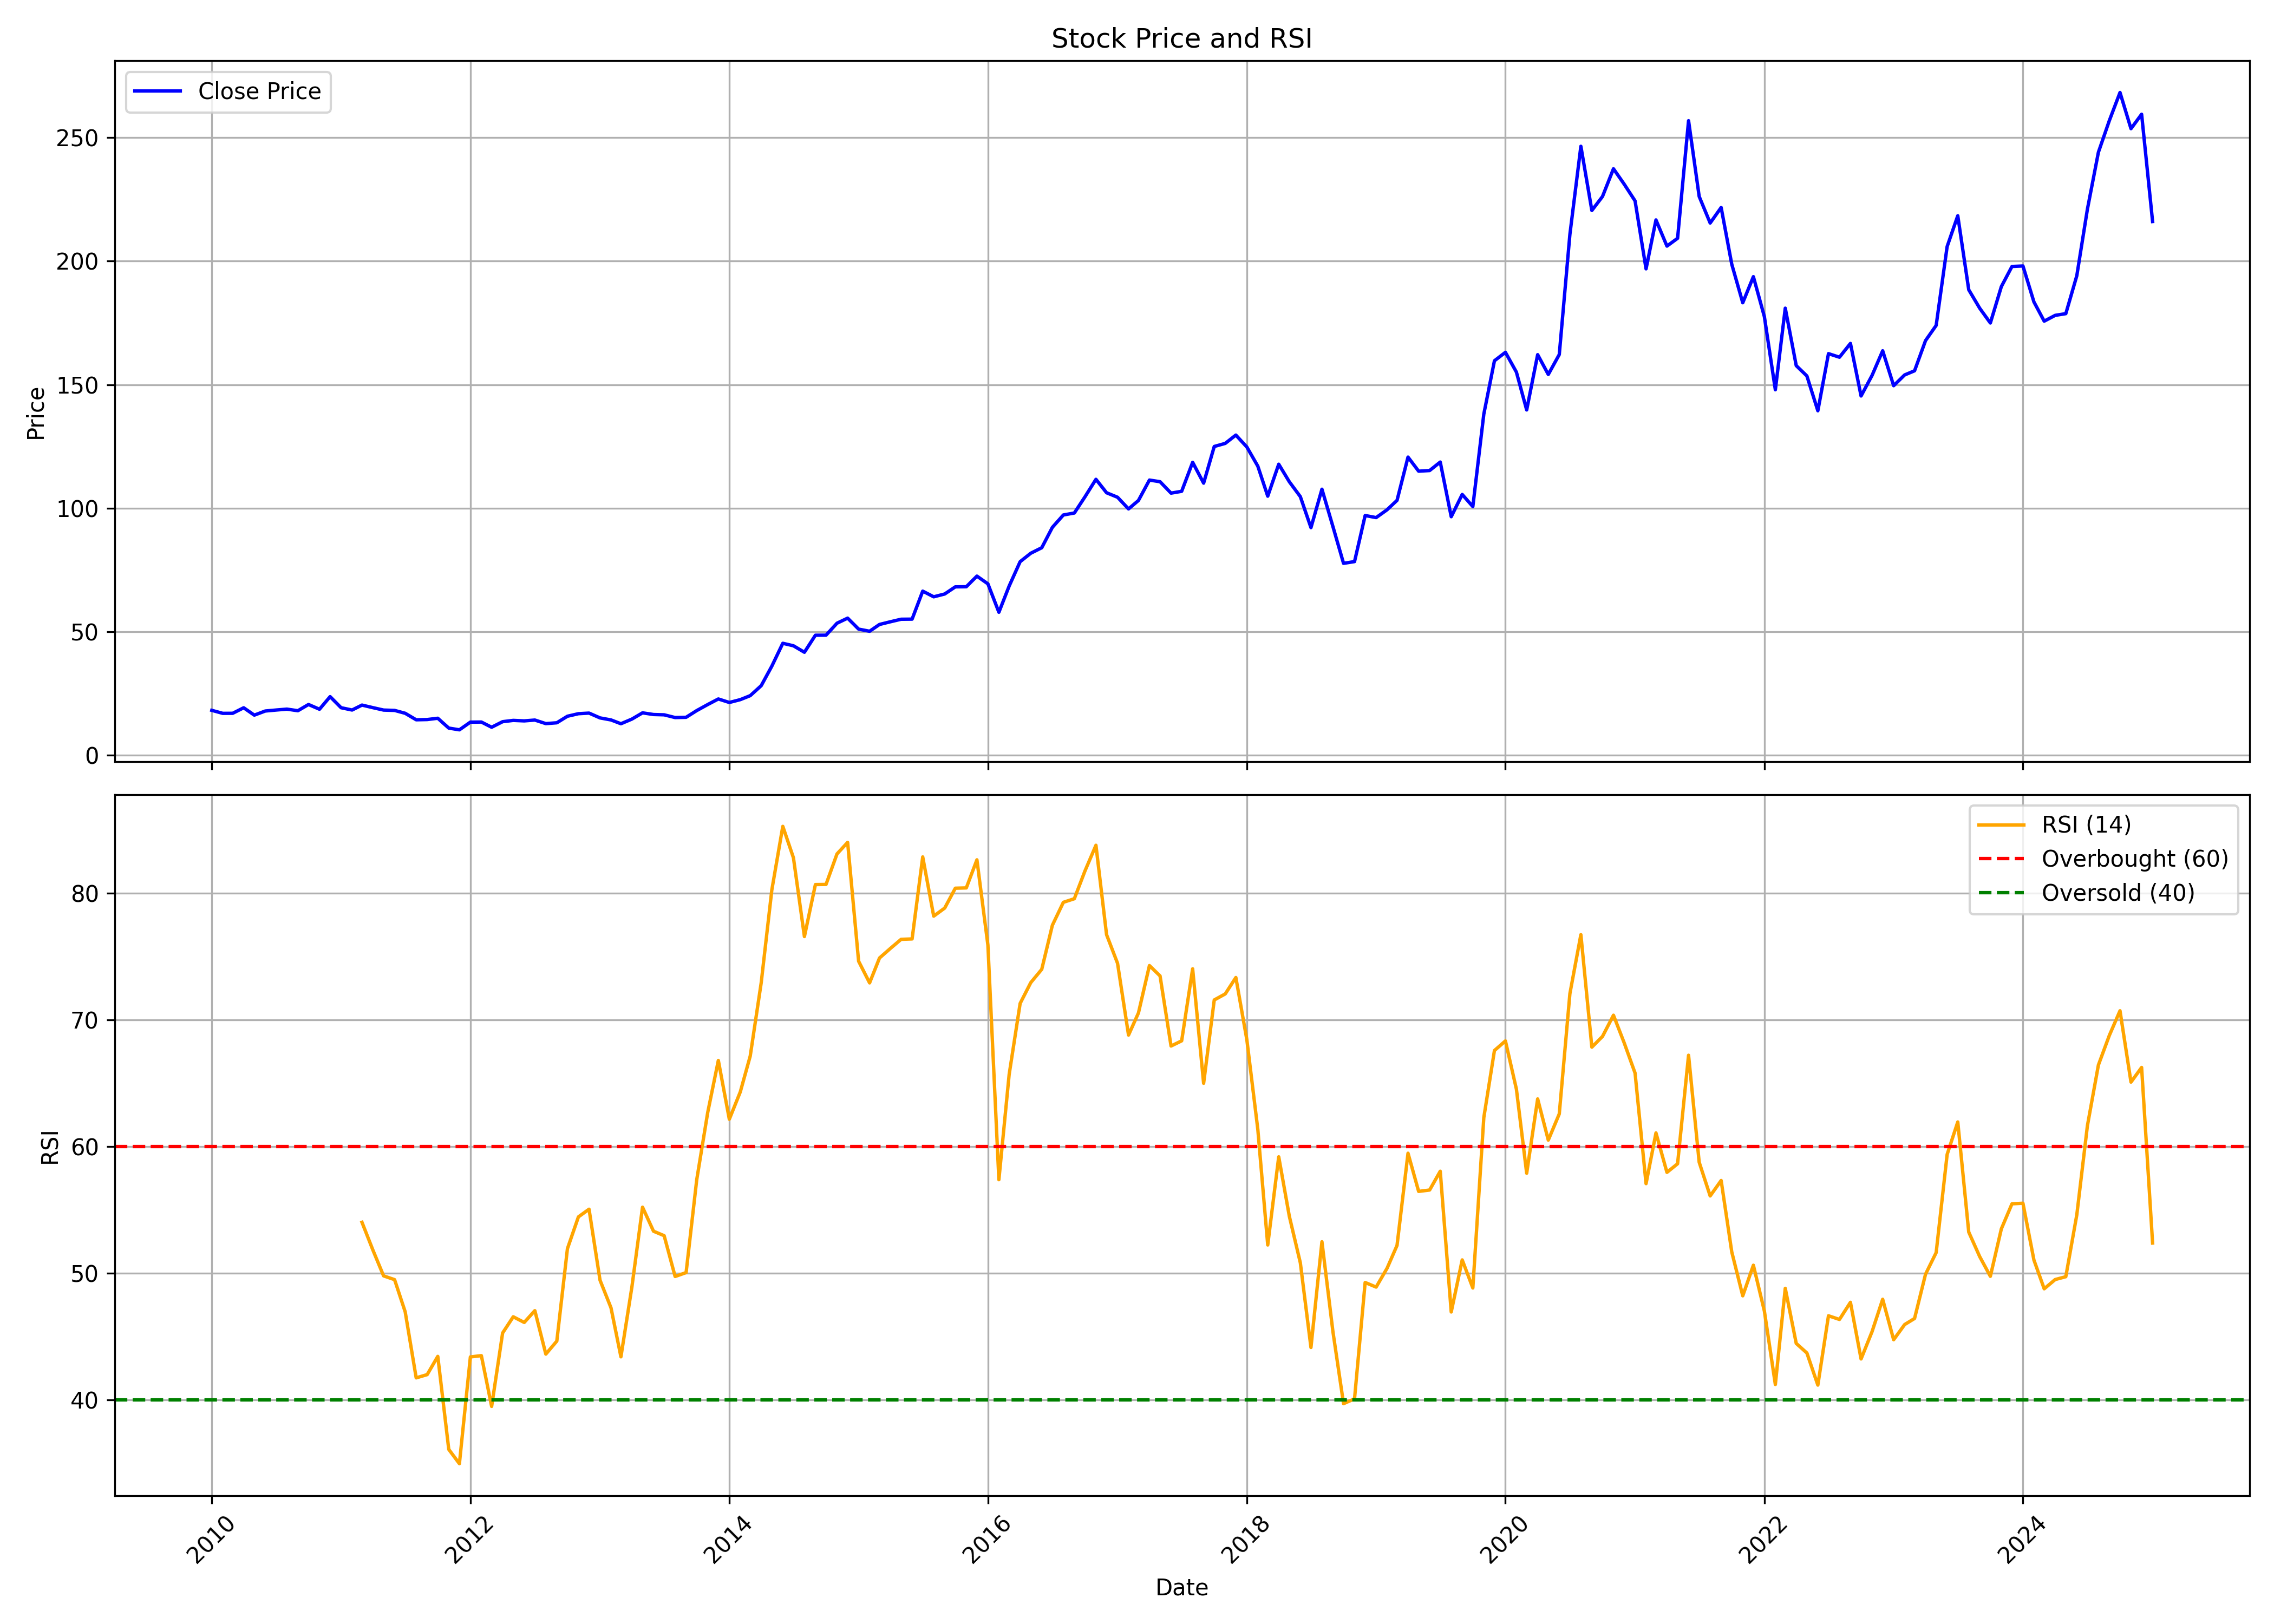 Stock Price and RSI
Close Price
Price
250
200
150
100
50
0
RSI (14)
Overbought (60)
Oversold (40)
RSI
80
70
60
50
40
2010
2012
2014
2016
2018
2020
2022
2024
Date